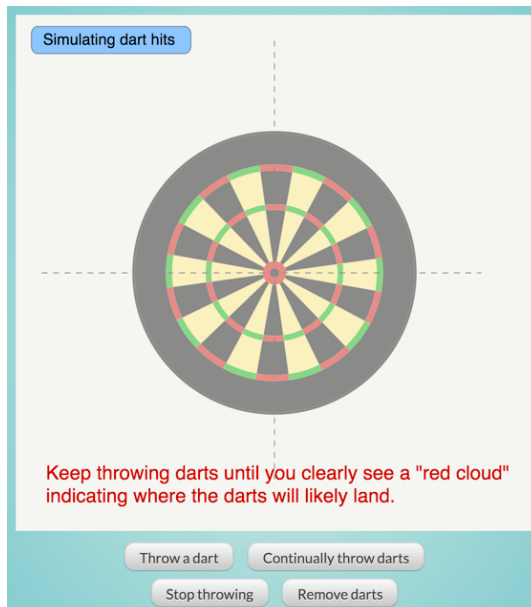 Simulating dart hits
Keep throwing darts until you clearly see a "red cloud"
indicating where the darts will likely land.
Throw a dart
Continually throw darts
Stop throwing
Remove darts